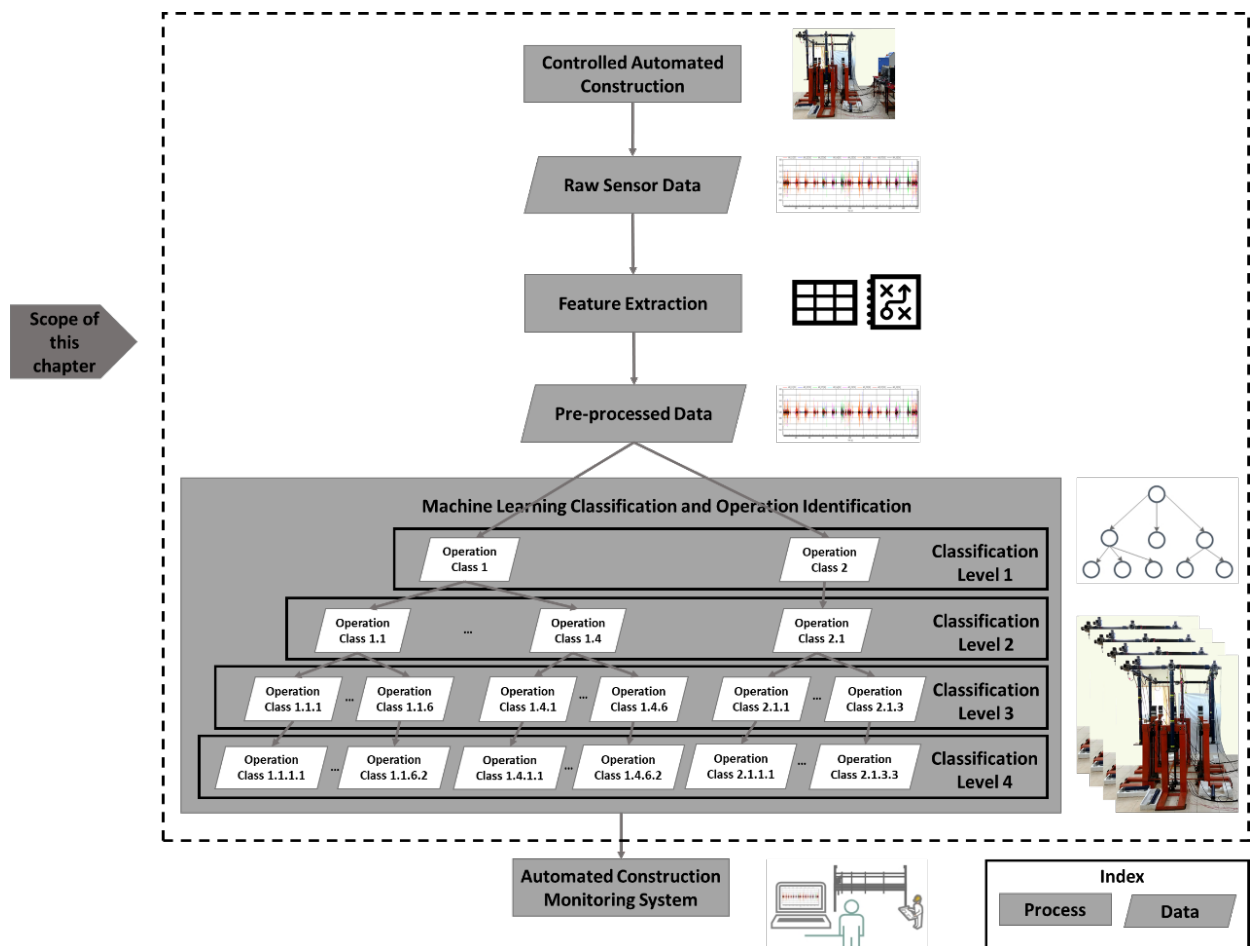 Controlled Automated
Construction
Raw Sensor Data
Feature Extraction
Scope of
this
chapter
Pre-processed Data
Machine Learning Classification and Operation Identification
Operation
Class 1
Operation
Class 2
Classification
Level 1
Operation
Class 1.1
...
Operation
Class 1.4
Operation
Class 2.1
Classification
Level 2
Operation
Class 1.1.1
...
Operation
Class 1.1.6
Operation
Class 1.4.1
...
Operation
Class 1.4.6
Operation
Class 2.1.1
...
Operation
Class 2.1.3
Classification
Level 3
Operation
Class 1.1.1.1
...
Operation
Class 1.1.6.2
Operation
Class 1.4.1.1
...
Operation
Class 1.4.6.2
Operation
Class 2.1.1.1
...
Operation
Class 2.1.3.3
Classification
Level 4
Automated Construction
Monitoring System
Index
Process
Data